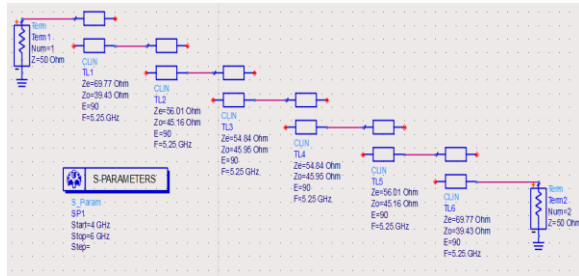 Term
Term1
Num=1
Z=50 Ohm
CLIN
TL1
Ze=69.77 Ohm
Zo=39.43 Ohm
E=90
F=5.25 GHz
CLIN
TL2
Ze=56.01 Ohm
Zo=45.16 Ohm
E=90
F=5.25 GHz
CLIN
TL3
Ze=54.84 Ohm
Zo=45.95 Ohm
E=90
F=5.25 GHz
CLIN
TL4
Ze=54.84 Ohm
Zo=45.95 Ohm
E=90
F=5.25 GHz
CLIN
TL5
Ze=56.01 Ohm
Zo=45.16 Ohm
E=90
F=5.25 GHz
CLIN
TL6
Ze=69.77 Ohm
Zo=39.43 Ohm
E=90
F=5.25 GHz
Term
Term2
Num=2
Z=50 Ohm
S-PARAMETERS
S_Param
SP1
Start=4 GHz
Stop=6 GHz
Step=